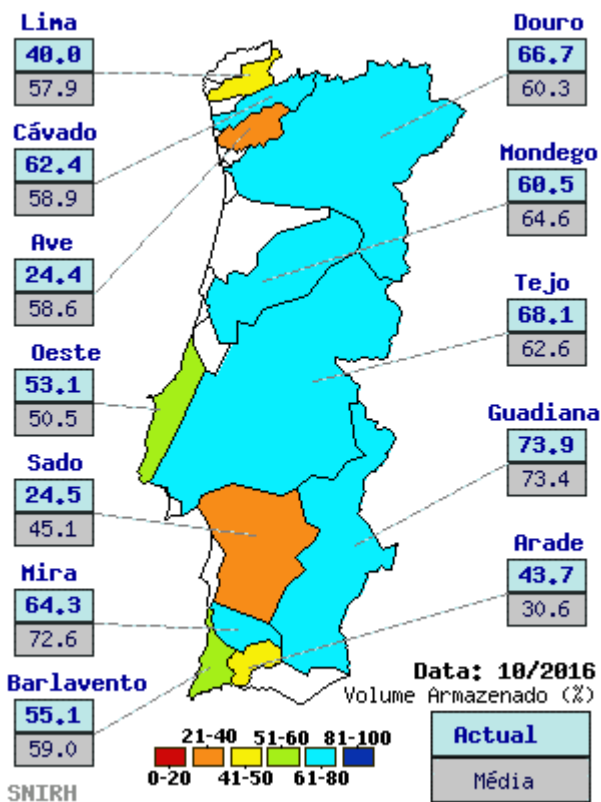 Lima
40.0
57.9
Cávado
62.4
58.9
Ave
24.4
58.6
Oeste
53.1
50.5
Sado
24.5
45.1
Mira
64.3
72.6
Barlavento
55.1
59.0
SNIRH
Douro
66.7
60.3
Mondego
60.5
64.6
Tejo
68.1
62.6
Guadiana
73.9
73.4
Arade
43.7
30.6
Data: 10/2016
Volume Armazenado (%)
21-40 51-60 81-100
0-20 41-50 61-80
Actual
Média